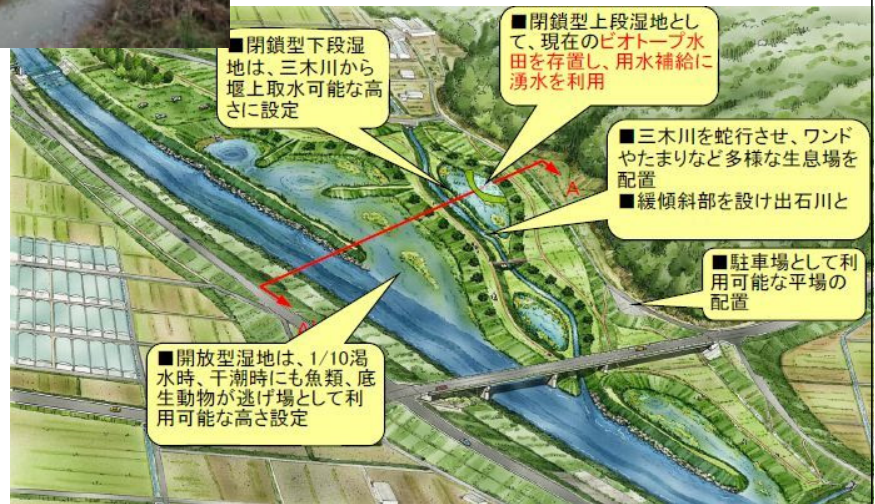 ■閉鎖型下段湿
地は、三木川から
堰上取水可能な高
さに設定
■閉鎖型上段湿地とし
て、現在のビオトープ水
田を存置し、用水補給に
湧水を利用
■三木川を蛇行させ、ワンド
やたまりなど多様な生息場を
配置
■緩傾斜部を設け出石川と
A
■駐車場として利
用可能な平場の
配置
■開放型湿地は、1/10渇
水時、干潮時にも魚類、底
生動物が逃げ場として利
用可能な高さ設定